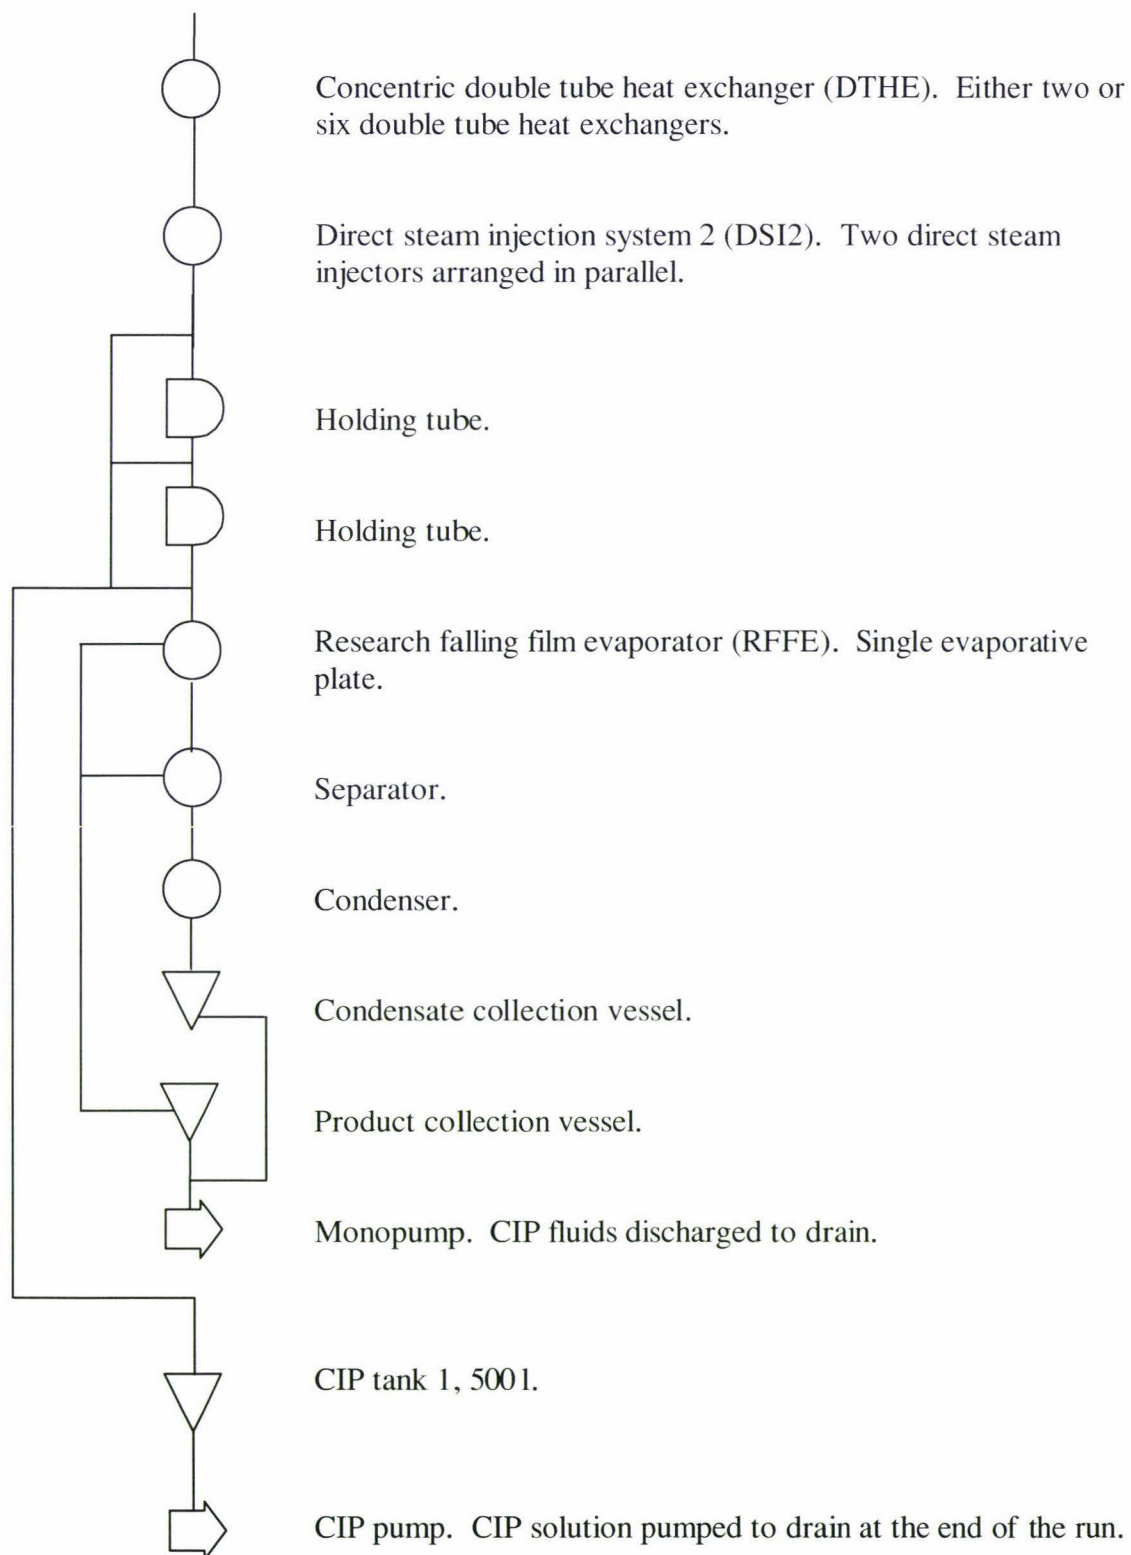 Concentric double tube heat exchanger (DTHE). Either two or
six double tube heat exchangers.
Direct steam injection system 2 (DSI2). Two direct steam
injectors arranged in parallel.
Holding tube.
Holding tube.
Research falling film evaporator (RFFE). Single evaporative
plate.
Separator.
Condenser.
Condensate collection vessel.
Product collection vessel.
Monopump. CIP fluids discharged to drain.
CIP tank 1, 500 l.
CIP pump. CIP solution pumped to drain at the end of the run.